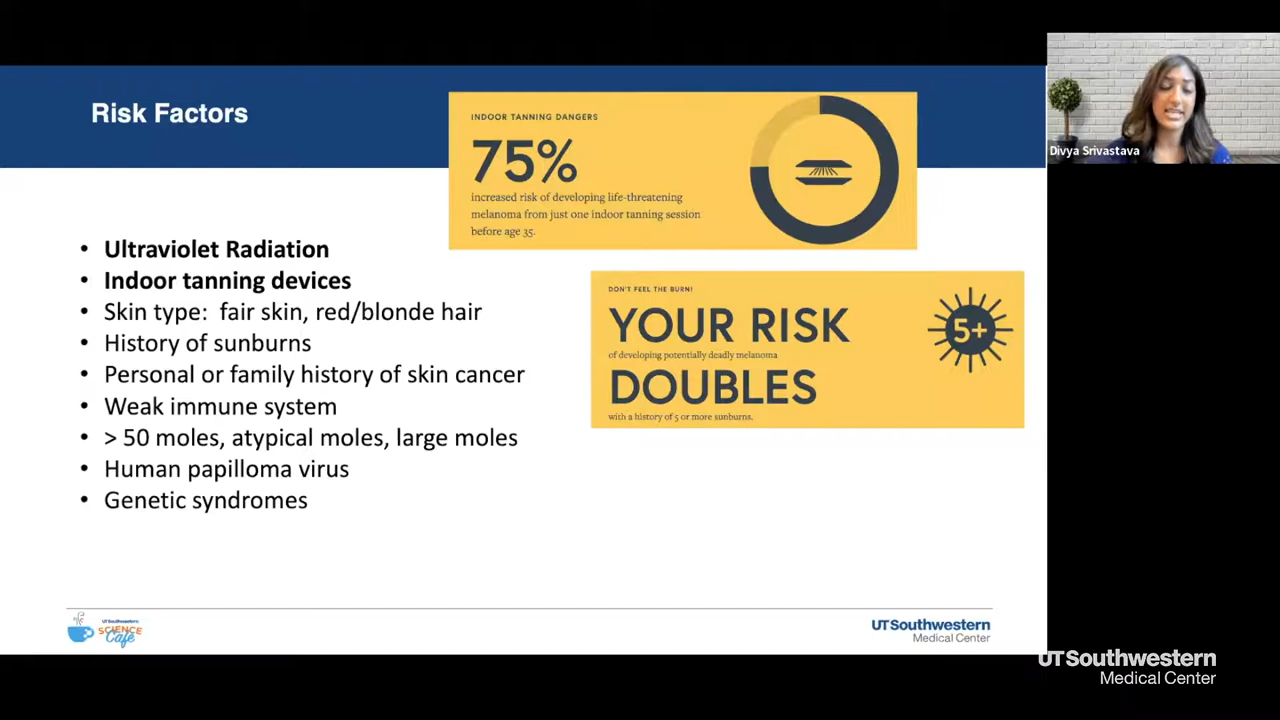 Risk Factors
INDOOR TANNING DANGERS
75%
increased risk of developing life-threatening
melanoma from just one indoor tanning session
before age 35.
Divya Srivastava
• Ultraviolet Radiation
• Indoor tanning devices
• Skin type: fair skin, red/blonde hair
• History of sunburns
• Personal or family history of skin cancer
• Weak immune system
• > 50 moles, atypical moles, large moles
• Human papilloma virus
• Genetic syndromes
DON'T FEEL THE BURN!
YOUR RISK
of developing potentially deadly melanoma
DOUBLES
with a history of 5 or more sunburns.
5+
UT Southwestern
SCIENCE
Café
UTSouthwestern
Medical Center
UTSouthwestern
Medical Center